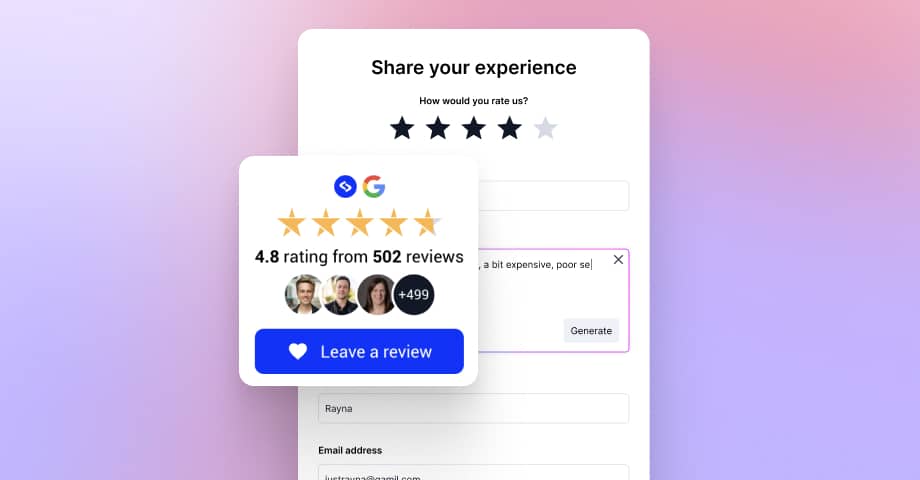 Share your experience
How would you rate us?
4.8 rating from 502 reviews
+499
Leave a review
, a bit expensive, poor se
Generate
Rayna
Email address
justrayna@gamil.com